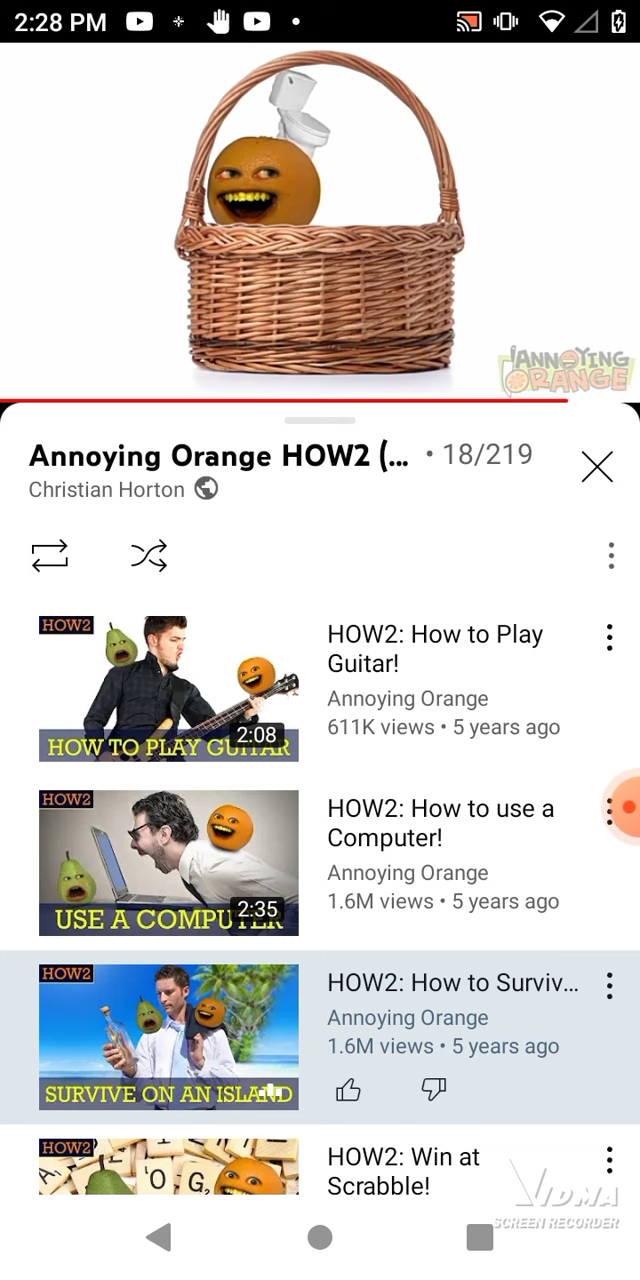 2:28 PM
ANNOYING
ORANGE
Annoying Orange HOW2 (... • 18/219
Christian Horton
HOW2
HOW TO PLAY GUITAR
2:08
HOW2: How to Play
Guitar!
Annoying Orange
611K views • 5 years ago
HOW2
USE A COMPUTER
2:35
HOW2: How to use a
Computer!
Annoying Orange
1.6M views • 5 years ago
HOW2
SURVIVE ON AN ISLAND
HOW2: How to Surviv...
Annoying Orange
1.6M views • 5 years ago
HOW2
A
O
G
HOW2: Win at
Scrabble!
VIDMA
SCREEN RECORDER